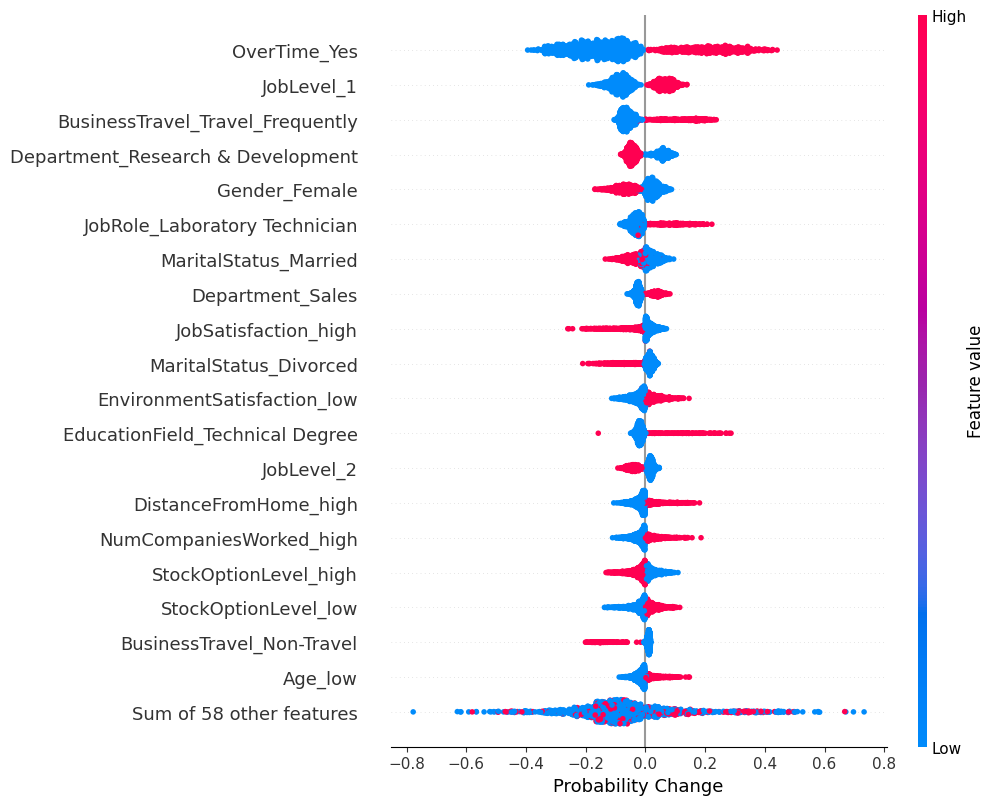 High
OverTime_Yes
JobLevel_1
BusinessTravel_Travel_Frequently
Department_Research & Development
Gender_Female
JobRole_Laboratory Technician
MaritalStatus_Married
Department_Sales
JobSatisfaction_high
MaritalStatus_Divorced
EnvironmentSatisfaction_low
EducationField_Technical Degree
JobLevel_2
DistanceFromHome_high
NumCompaniesWorked_high
StockOptionLevel_high
StockOptionLevel_low
BusinessTravel_Non-Travel
Age_low
Sum of 58 other features
Feature value
Low
−0.8 −0.6 −0.4 −0.2 0.0 0.2 0.4 0.6 0.8
Probability Change